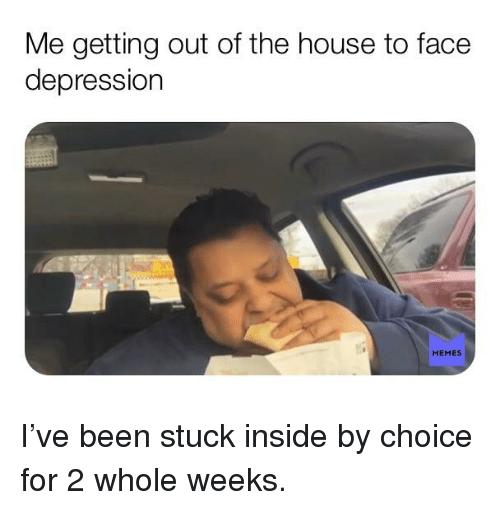 Me getting out of the house to face
depression
MEMES
I've been stuck inside by choice
for 2 whole weeks.